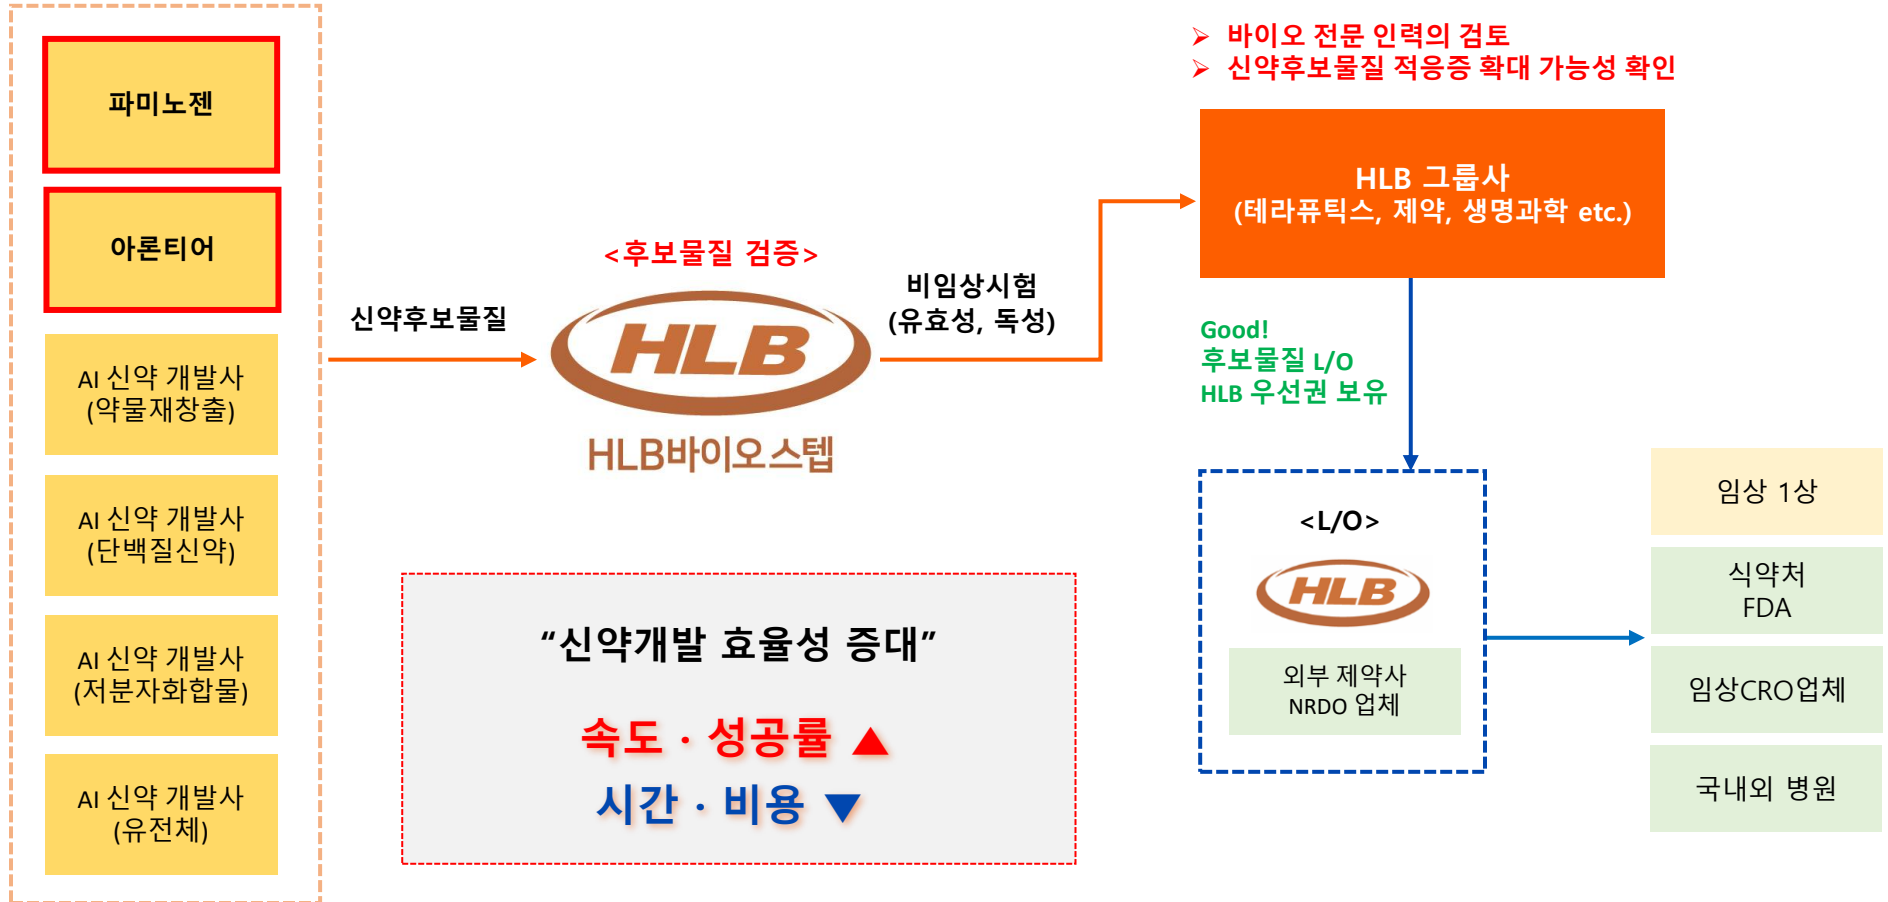 파미노젠
아론티어
AI 신약 개발사
(약물재창출)
AI 신약 개발사
(단백질신약)
AI 신약 개발사
(저분자화합물)
AI 신약 개발사
(유전체)
신약후보물질
<후보물질 검증>
HLB
HLB바이오스텝
비임상시험
(유효성, 독성)
➢ 바이오 전문 인력의 검토
➢ 신약후보물질 적응증 확대 가능성 확인
HLB 그룹사
(테라퓨틱스, 제약, 생명과학 etc.)
Good!
후보물질 L/O
HLB 우선권 보유
<L/O>
HLB
외부 제약사
NRDO 업체
임상 1상
식약처
FDA
임상CRO업체
국내외 병원
“신약개발 효율성 증대”
속도 · 성공률 ▲
시간 · 비용 ▼